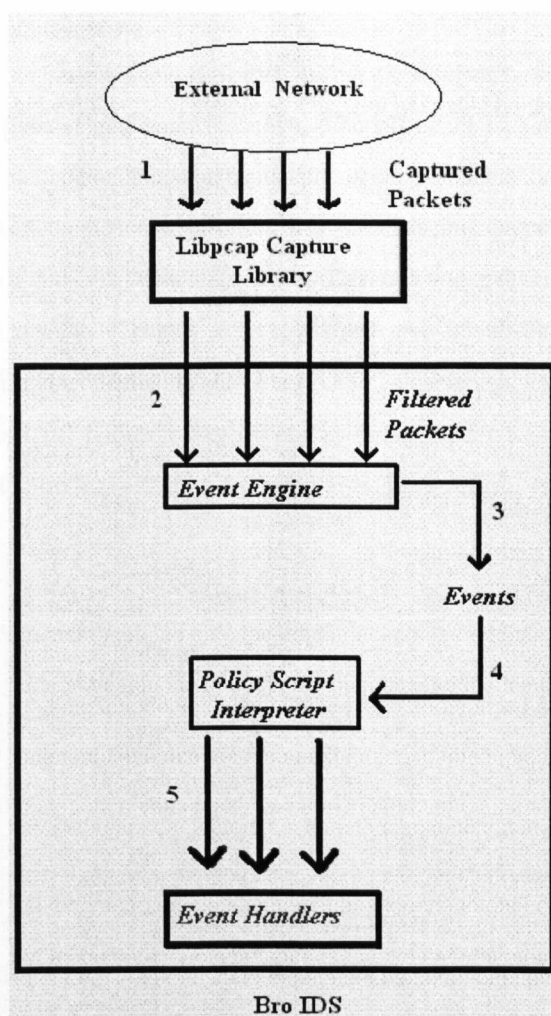 External Network
1
Captured
Packets
Libpcap Capture
Library
2
Filtered
Packets
Event Engine
3
Events
4
Policy Script
Interpreter
5
Event Handlers
Bro IDS